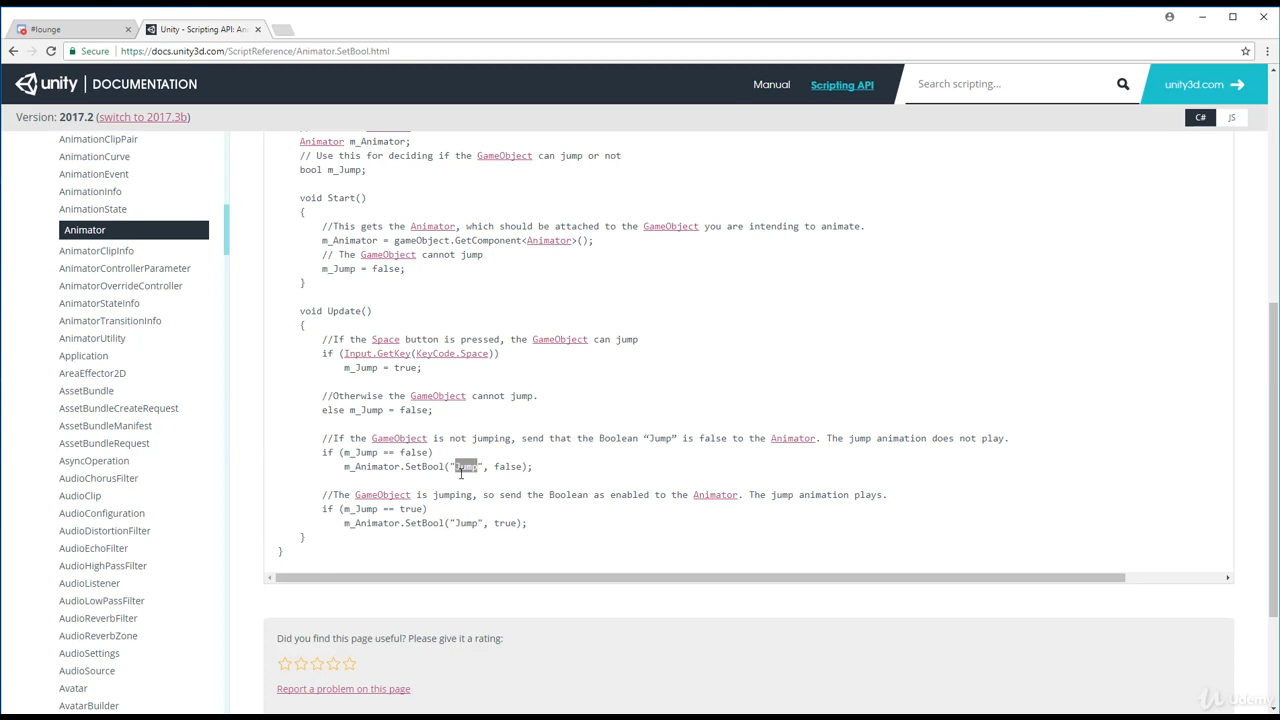 #lounge
Unity - Scripting API: Ani
Secure
https://docs.unity3d.com/ScriptReference/Animator.SetBool.html
unity
DOCUMENTATION
Manual
Scripting API
Search scripting...
unity3d.com
Version: 2017.2 (switch to 2017.3b)
C#
JS
AnimationClipPair
AnimationCurve
AnimationEvent
AnimationInfo
AnimationState
Animator
AnimatorClipInfo
AnimatorControllerParameter
AnimatorOverrideController
AnimatorStateInfo
AnimatorTransitionInfo
AnimatorUtility
Application
AreaEffector2D
AssetBundle
AssetBundleCreateRequest
AssetBundleManifest
AssetBundleRequest
AsyncOperation
AudioChorusFilter
AudioClip
AudioConfiguration
AudioDistortionFilter
AudioEchoFilter
AudioHighPassFilter
AudioListener
AudioLowPassFilter
AudioReverbFilter
AudioReverbZone
AudioSettings
AudioSource
Avatar
AvatarBuilder
Animator m_Animator;
// Use this for deciding if the GameObject can jump or not
bool m_Jump;
void Start()
{
//This gets the Animator, which should be attached to the GameObject you are intending to animate.
m_Animator = gameObject.GetComponent<Animator>();
// The GameObject cannot jump
m_Jump = false;
}
void Update()
{
//If the Space button is pressed, the GameObject can jump
if (Input.GetKey(KeyCode.Space))
m_Jump = true;
//Otherwise the GameObject cannot jump.
else m_Jump = false;
//If the GameObject is not jumping, send that the Boolean “Jump” is false to the Animator. The jump animation does not play.
if (m_Jump == false)
m_Animator.SetBool("Jump", false);
//The GameObject is jumping, so send the Boolean as enabled to the Animator. The jump animation plays.
if (m_Jump == true)
m_Animator.SetBool("Jump", true);
}
}
Did you find this page useful? Please give it a rating:
Report a problem on this page
Udemy